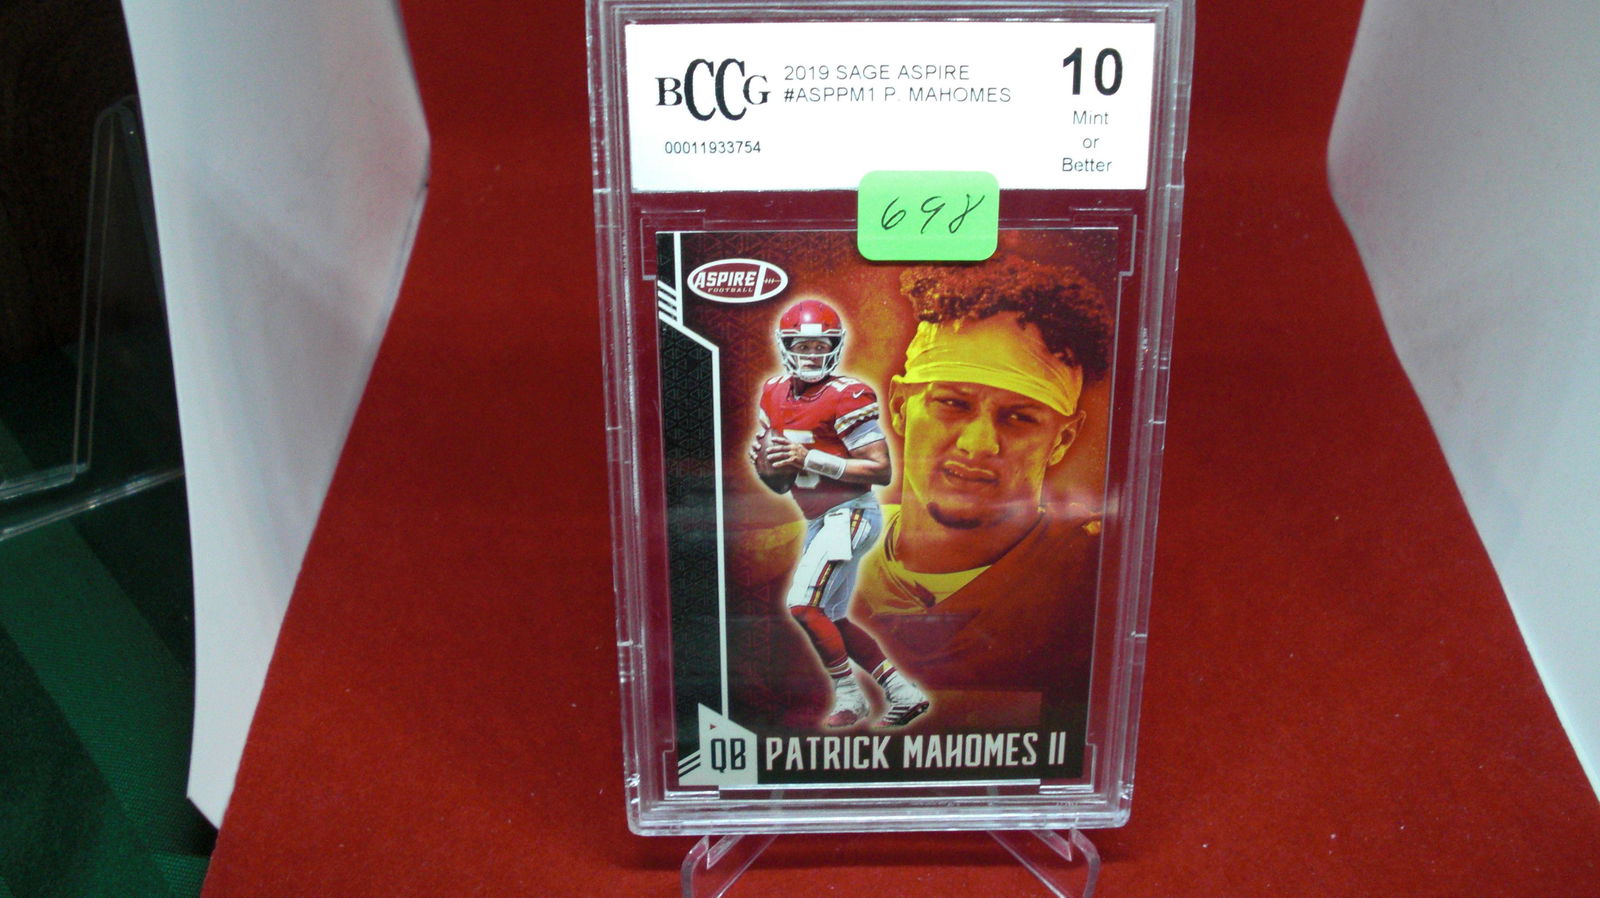 BCCG
2019 SAGE ASPIRE
#ASPPM1 P. MAHOMES
00011933754
10
Mint
or
Better
698
ASPIRE
FOOTBALL
QB PATRICK MAHOMES II